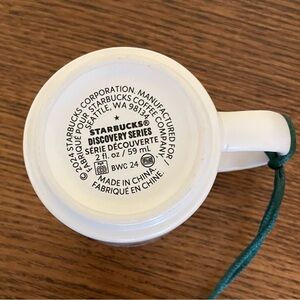 © 2024 STARBUCKS CORPORATION. MANUFACTURED FOR/
FABRIQUÉ POUR STARBUCKS COFFEE COMPANY,
SEATTLE, WA 98134.
STARBUCKS®
DISCOVERY SERIES
SÉRIE DÉCOUVERTE
2 fl. oz / 59 mL
BWC 24
MADE IN CHINA.
FABRIQUÉ EN CHINE.